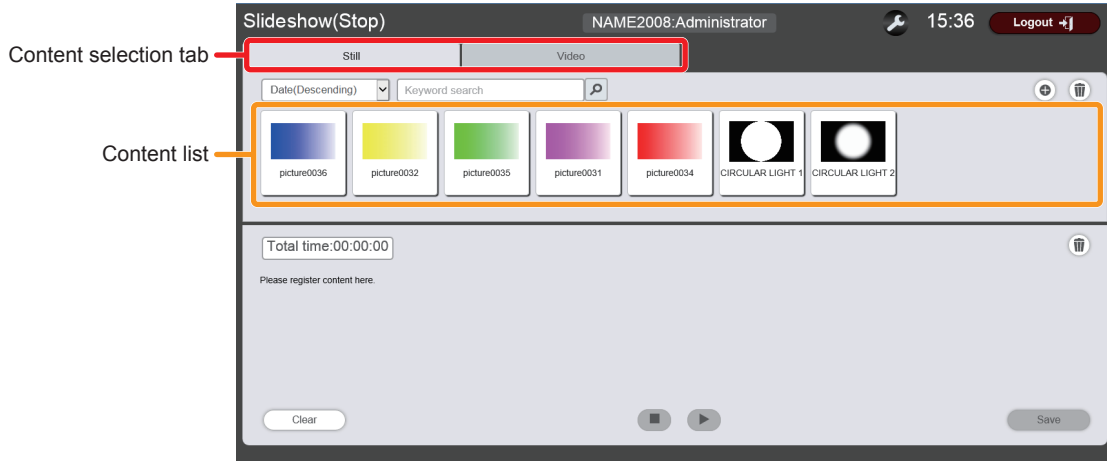 Slideshow(Stop)
NAME2008:Administrator
15:36
Logout
Content selection tab
Still
Video
Date(Descending)
Keyword search
Content list
picture0036
picture0032
picture0035
picture0031
picture0034
CIRCULAR LIGHT 1
CIRCULAR LIGHT 2
Total time:00:00:00
Please register content here.
Clear
Save